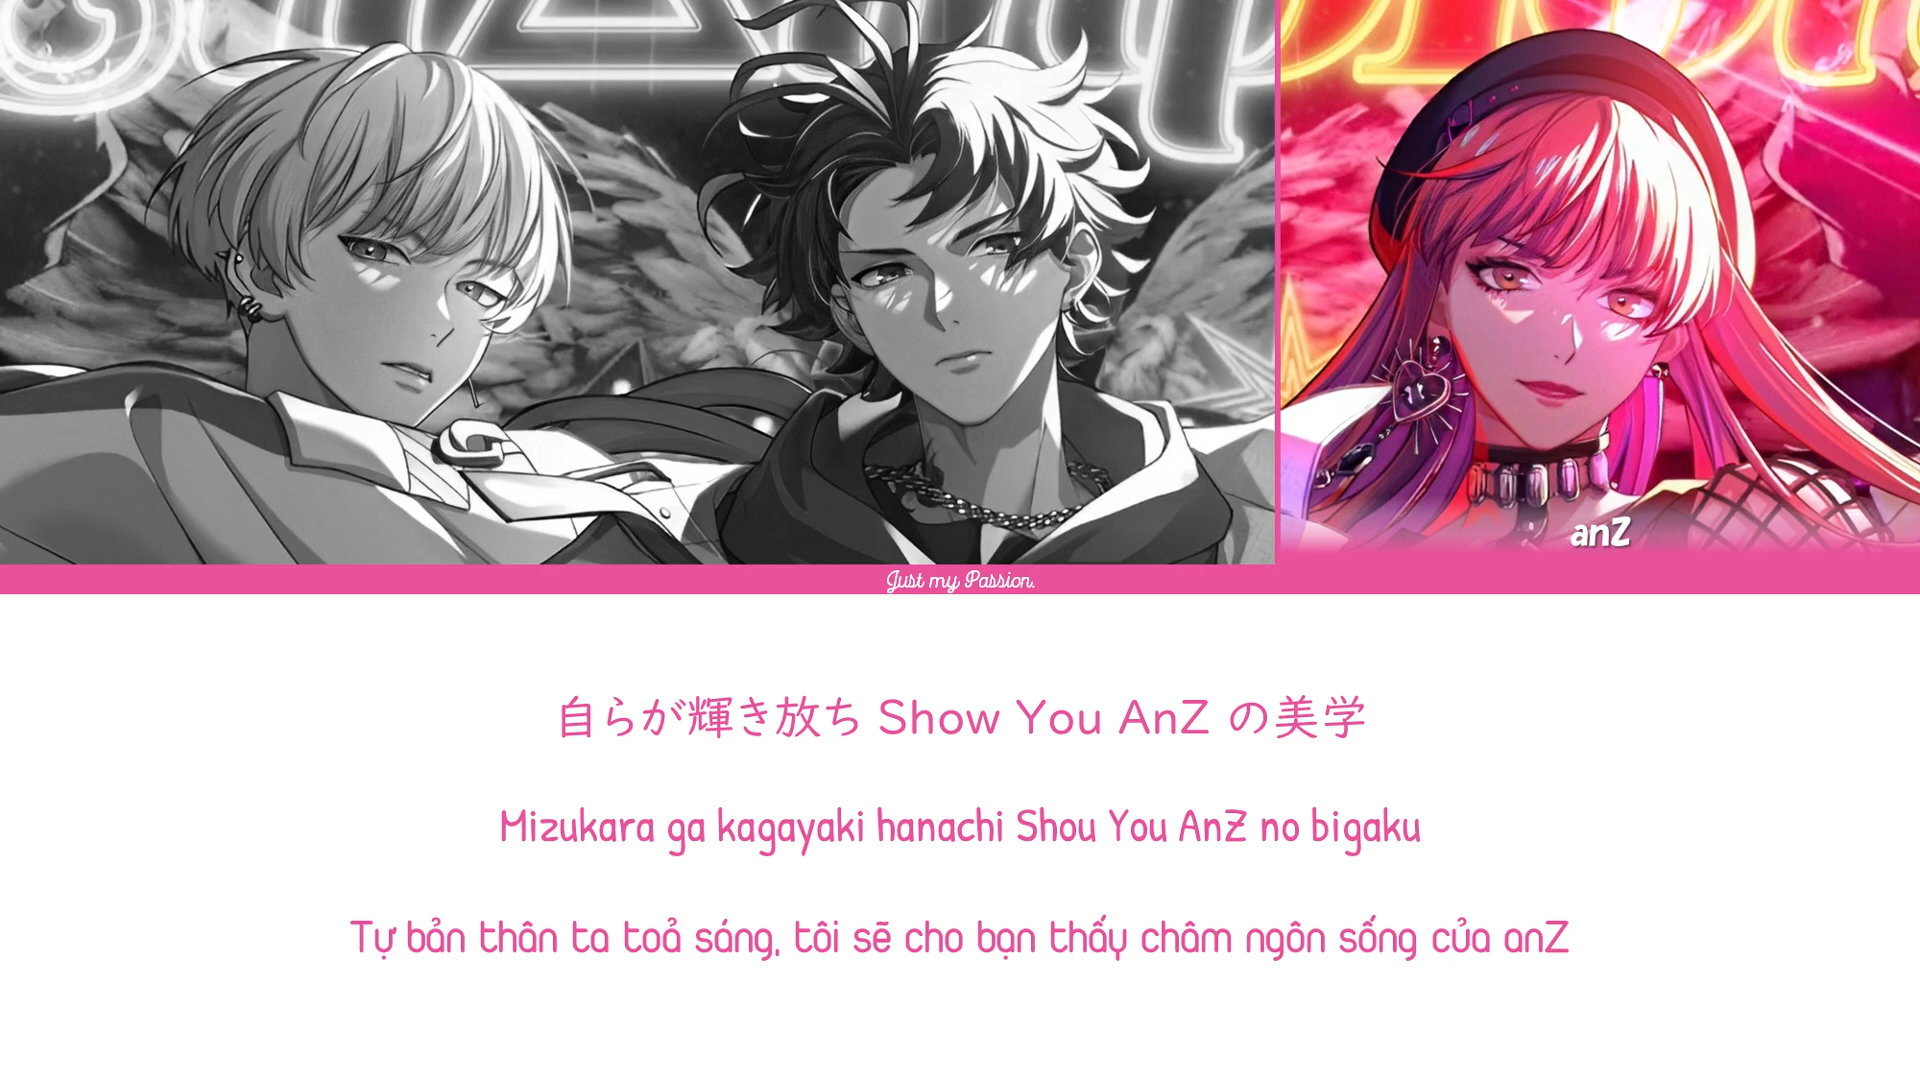 anZ
Just my Passion.
自らが輝き放ち Show You AnZ の美学
Mizukara ga kagayaki hanachi Shou You AnZ no bigaku
Tự bản thân ta toả sáng, tôi sẽ cho bạn thấy châm ngôn sống của anZ